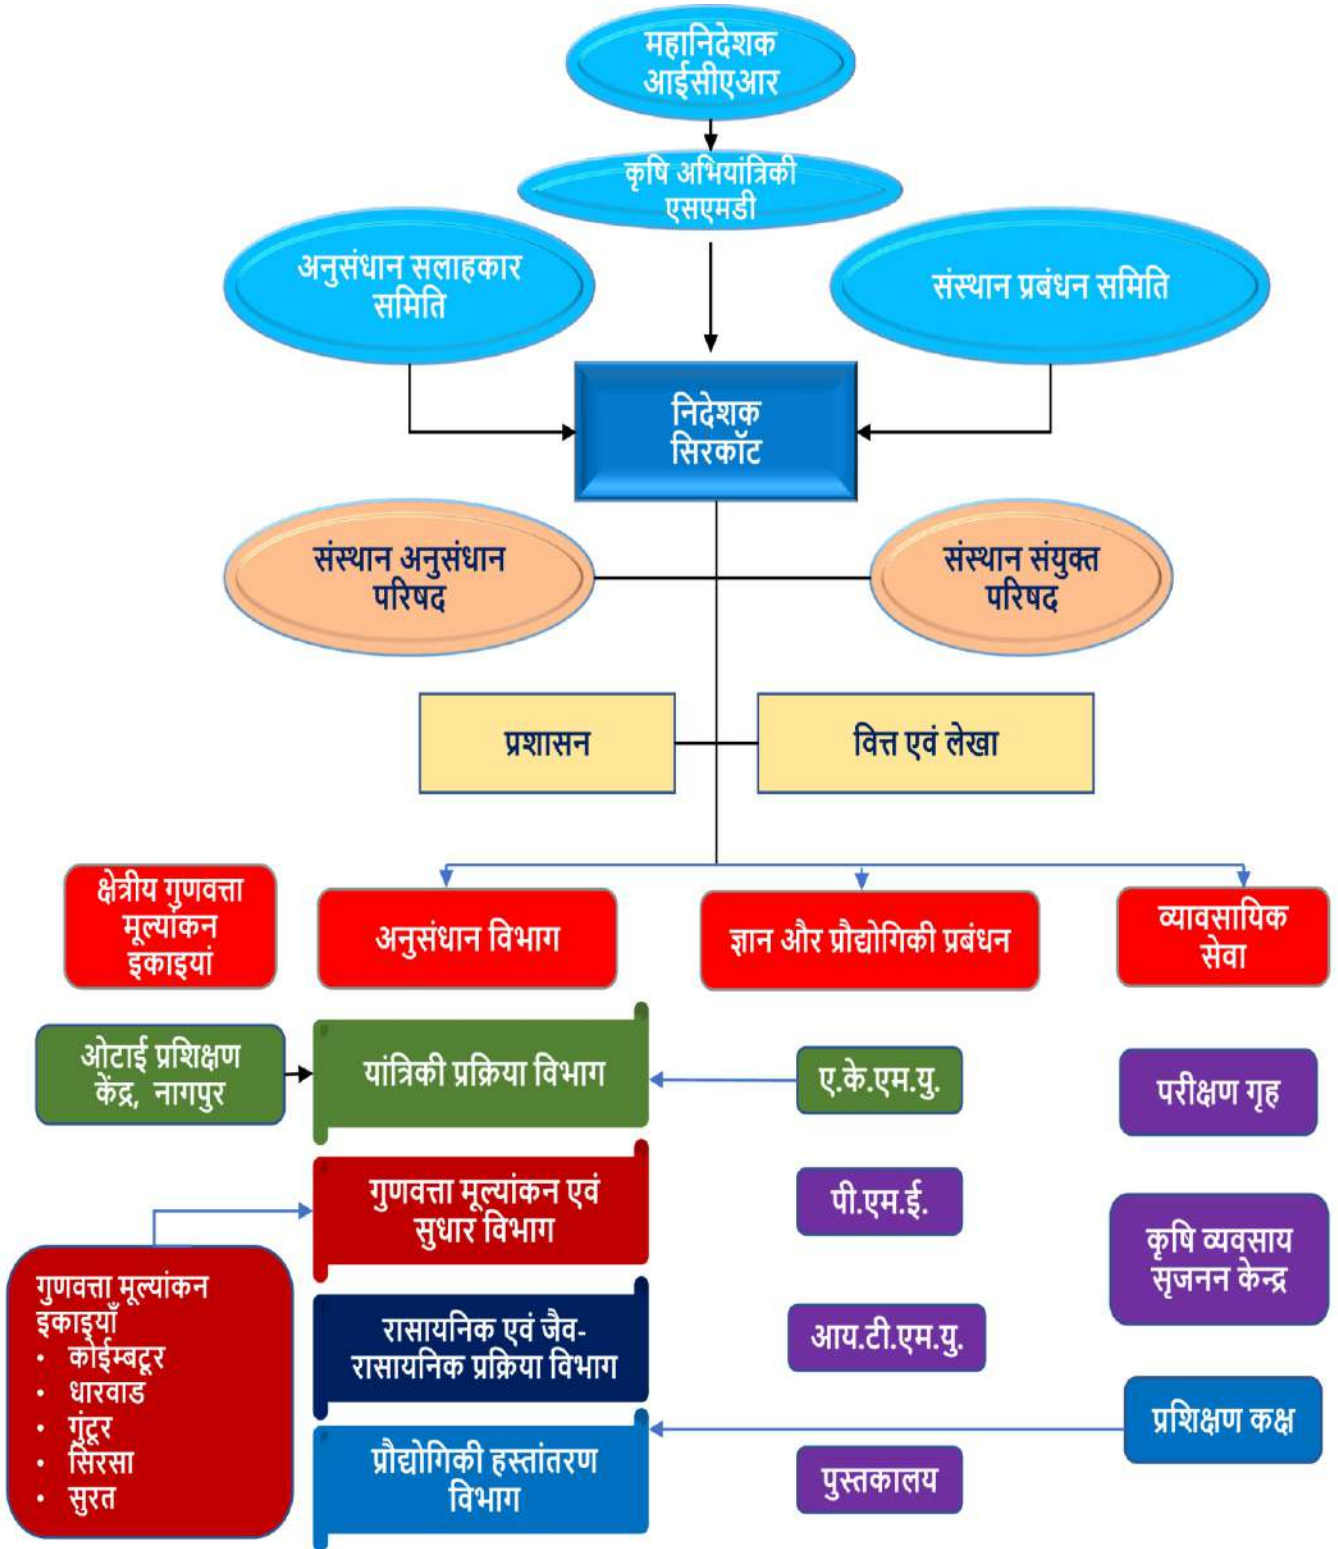 महानिदेशक
आईसीएआर
कृषि अभियांत्रिकी
एसएमडी
अनुसंधान सलाहकार
समिति
संस्थान प्रबंधन समिति
निदेशक
सिरकॉट
संस्थान अनुसंधान
परिषद
संस्थान संयुक्त
परिषद
प्रशासन
वित्त एवं लेखा
क्षेत्रीय गुणवत्ता
मूल्यांकन
इकाइयां
अनुसंधान विभाग
ज्ञान और प्रौद्योगिकी प्रबंधन
व्यावसायिक
सेवा
ओटाई प्रशिक्षण
केंद्र, नागपुर
यांत्रिकी प्रक्रिया विभाग
ए.के.एम.यु.
परीक्षण गृह
गुणवत्ता मूल्यांकन एवं
सुधार विभाग
पी.एम.ई.
कृषि व्यवसाय
सृजनन केन्द्र
गुणवत्ता मूल्यांकन
इकाइयाँ
• कोईम्बटूर
• धारवाड
• गुंटूर
• सिरसा
• सुरत
रासायनिक एवं जैव-
रासायनिक प्रक्रिया विभाग
आय.टी.एम.यु.
प्रशिक्षण कक्ष
प्रौद्योगिकी हस्तांतरण
विभाग
पुस्तकालय